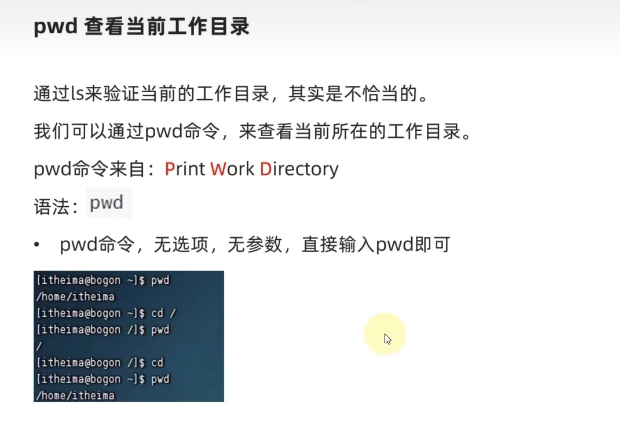 pwd 查看当前工作目录
通过ls来验证当前的工作目录，其实是不恰当的。
我们可以通过pwd命令，来查看当前所在的工作目录。
pwd命令来自：Print Work Directory
语法：pwd
• pwd命令，无选项，无参数，直接输入pwd即可
[itheima@bogon ~]$ pwd
/home/itheima
[itheima@bogon ~]$ cd /
[itheima@bogon /]$ pwd
/
[itheima@bogon /]$ cd
[itheima@bogon ~]$ pwd
/home/itheima